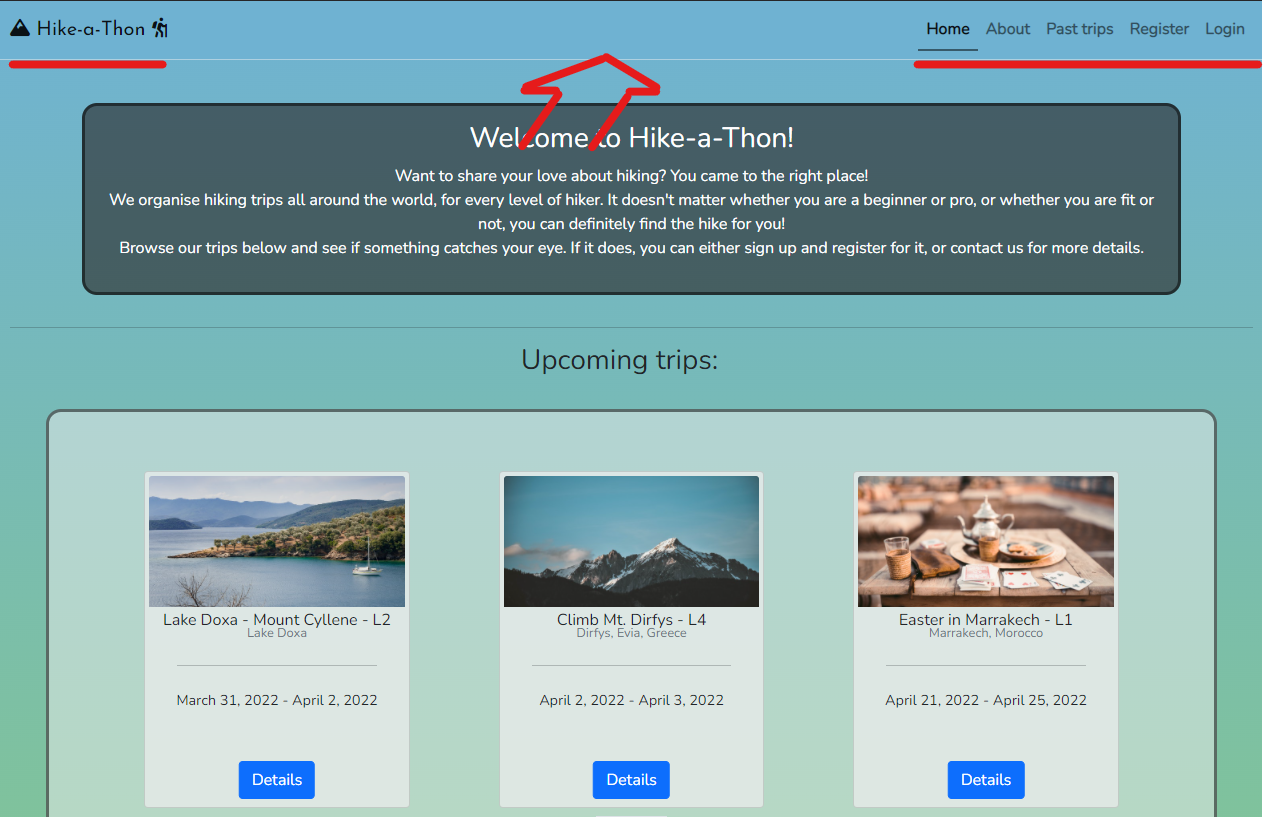 Hike-a-Thon
Home About Past trips Register Login
Welcome to Hike-a-Thon!
Want to share your love about hiking? You came to the right place!
We organise hiking trips all around the world, for every level of hiker. It doesn't matter whether you are a beginner or pro, or whether you are fit or
not, you can definitely find the hike for you!
Browse our trips below and see if something catches your eye. If it does, you can either sign up and register for it, or contact us for more details.
Upcoming trips:
Lake Doxa - Mount Cyllene - L2
Lake Doxa
March 31, 2022 - April 2, 2022
Details
Climb Mt. Dirfys - L4
Dirfys, Evia, Greece
April 2, 2022 - April 3, 2022
Details
Easter in Marrakech - L1
Marrakech, Morocco
April 21, 2022 - April 25, 2022
Details